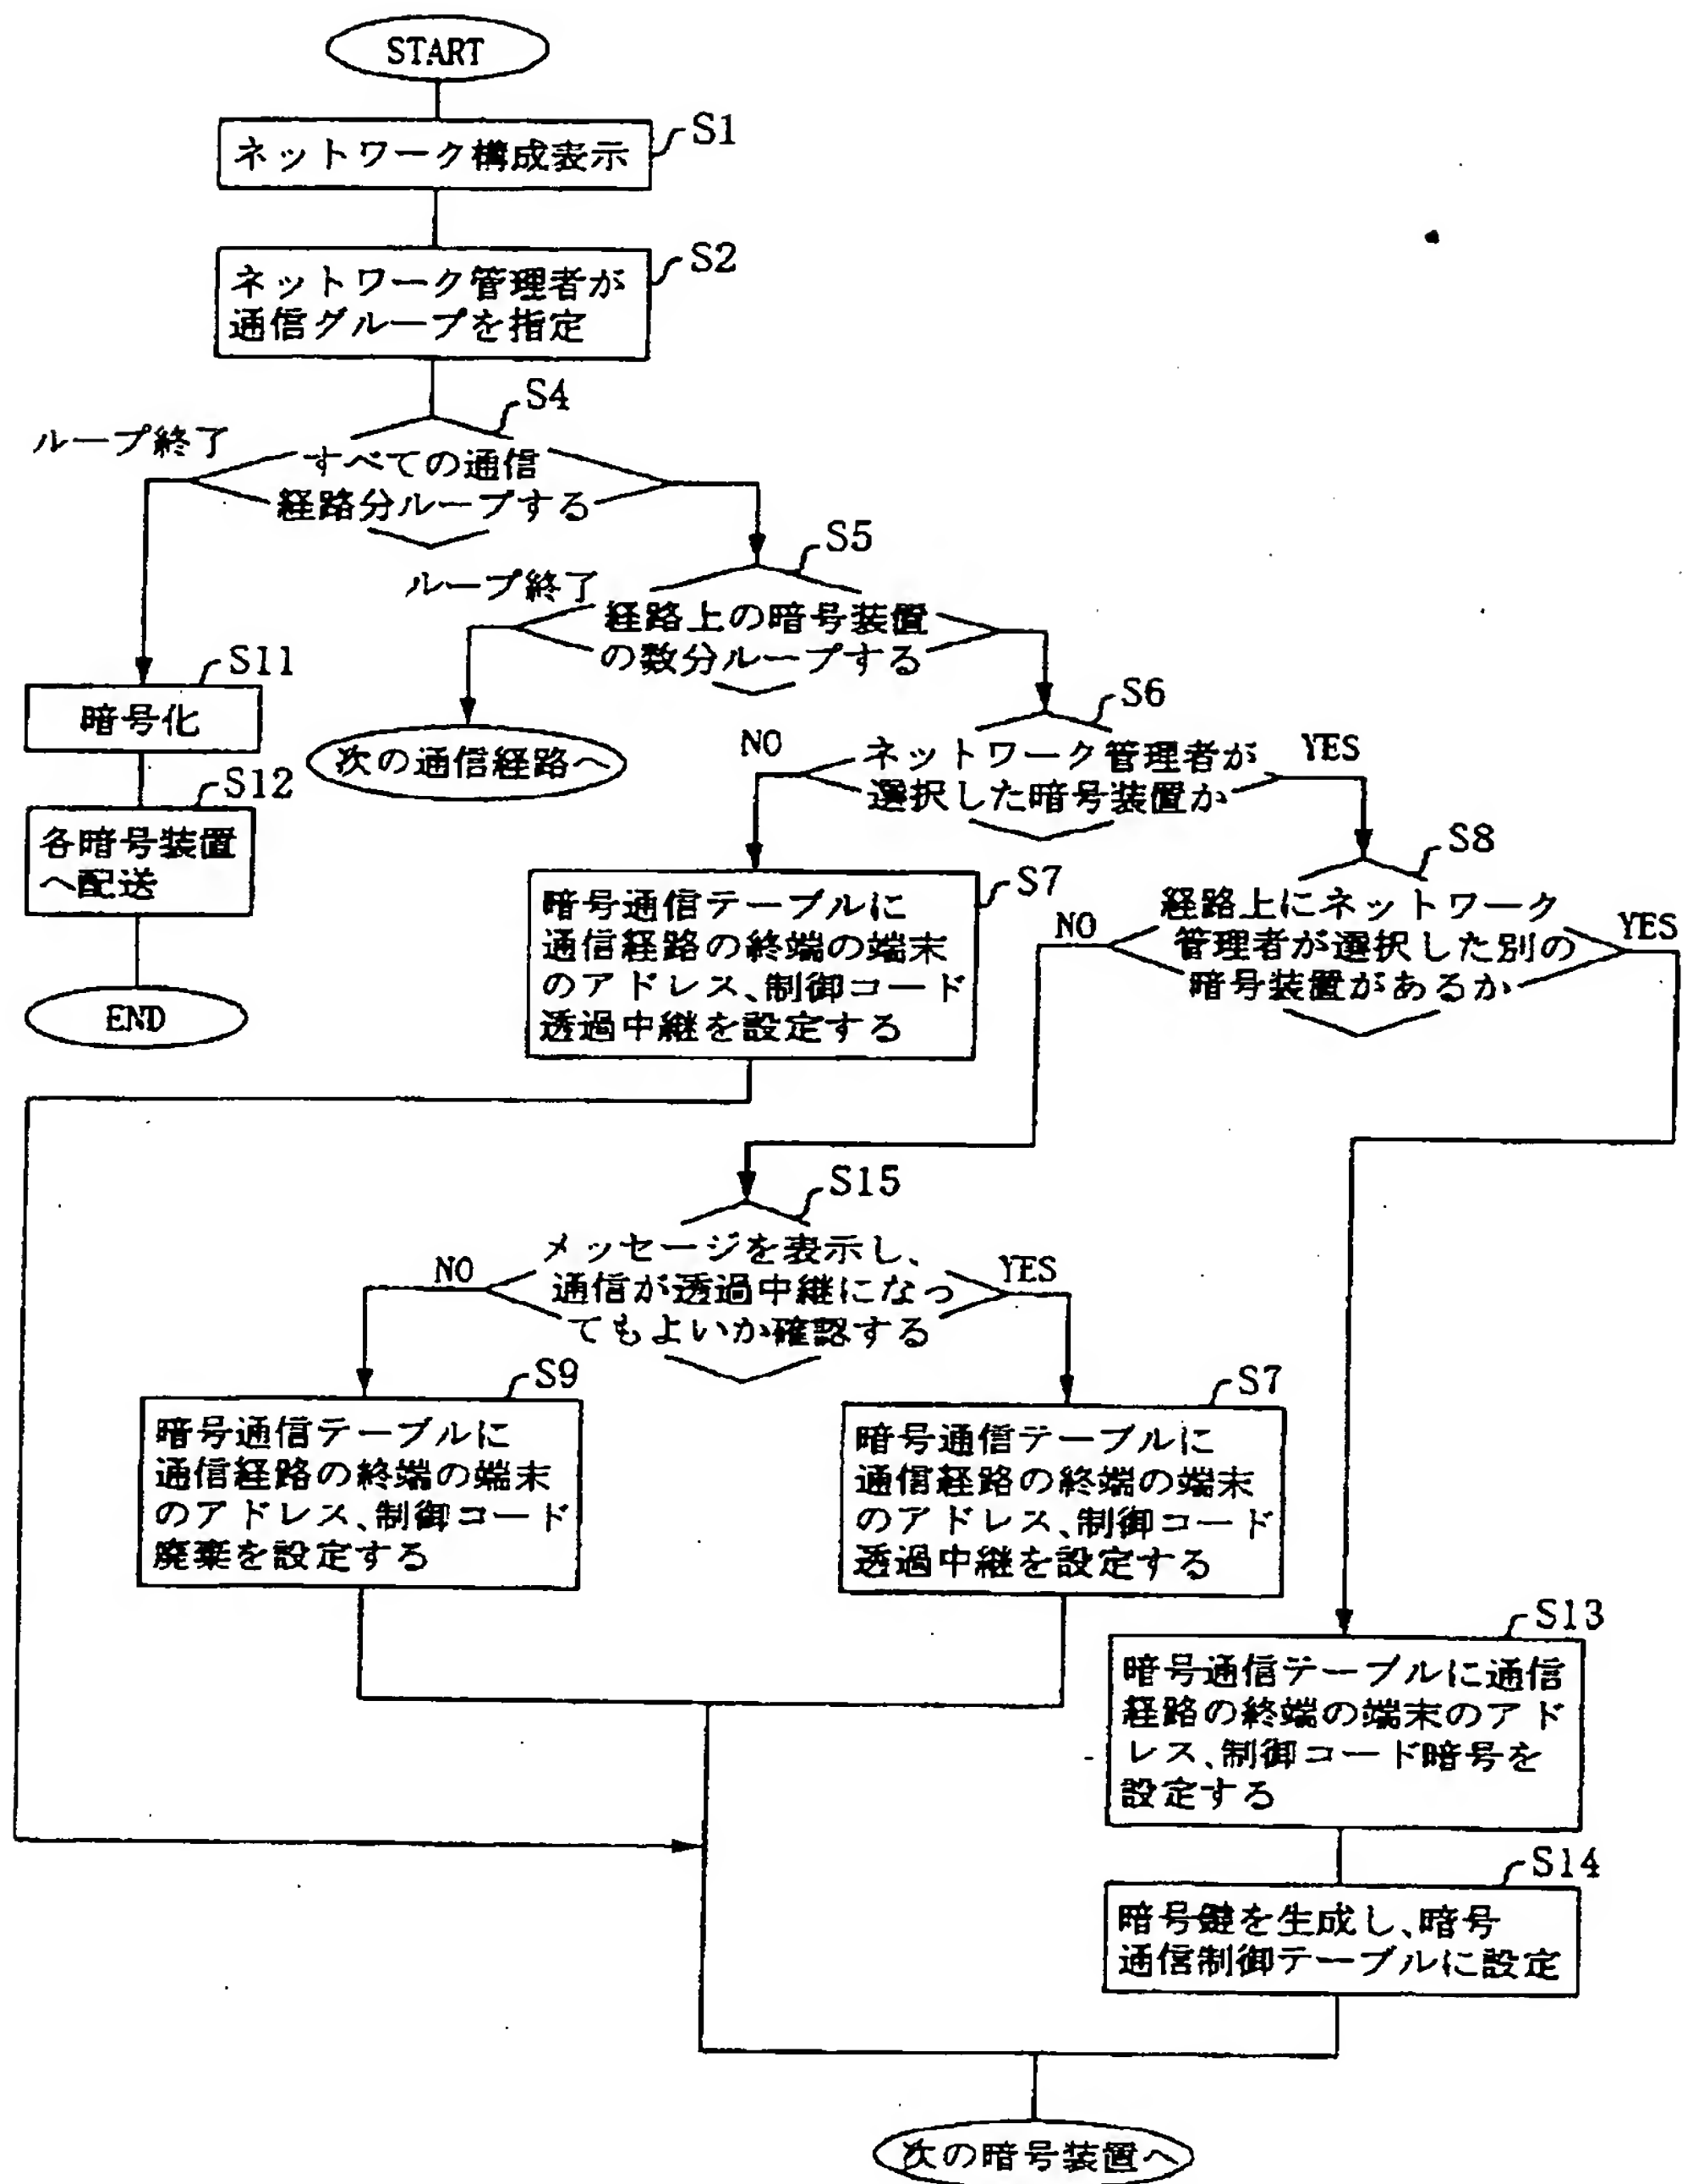 START
S1
ネットワーク構成表示
S2
ネットワーク管理者が
通信グループを指定
S4
ループ終了
すべての通信
経路分ループする
S5
ループ終了
経路上の暗号装置
の数分ループする
S11
暗号化
S12
各暗号装置
へ配送
END
次の通信経路へ
S6
NO
YES
ネットワーク管理者が
選択した暗号装置か
S7
暗号通信テーブルに
通信経路の終端の端末
のアドレス、制御コード
透過中継を設定する
S8
NO
YES
経路上にネットワーク
管理者が選択した別の
暗号装置があるか
S15
NO
YES
メッセージを表示し、
通信が透過中継になっ
てもよいか確認する
S9
暗号通信テーブルに
通信経路の終端の端末
のアドレス、制御コード
廃棄を設定する
S7
暗号通信テーブルに
通信経路の終端の端末
のアドレス、制御コード
透過中継を設定する
S13
暗号通信テーブルに通信
経路の終端の端末のアド
レス、制御コード暗号を
設定する
S14
暗号鍵を生成し、暗号
通信制御テーブルに設定
次の暗号装置へ